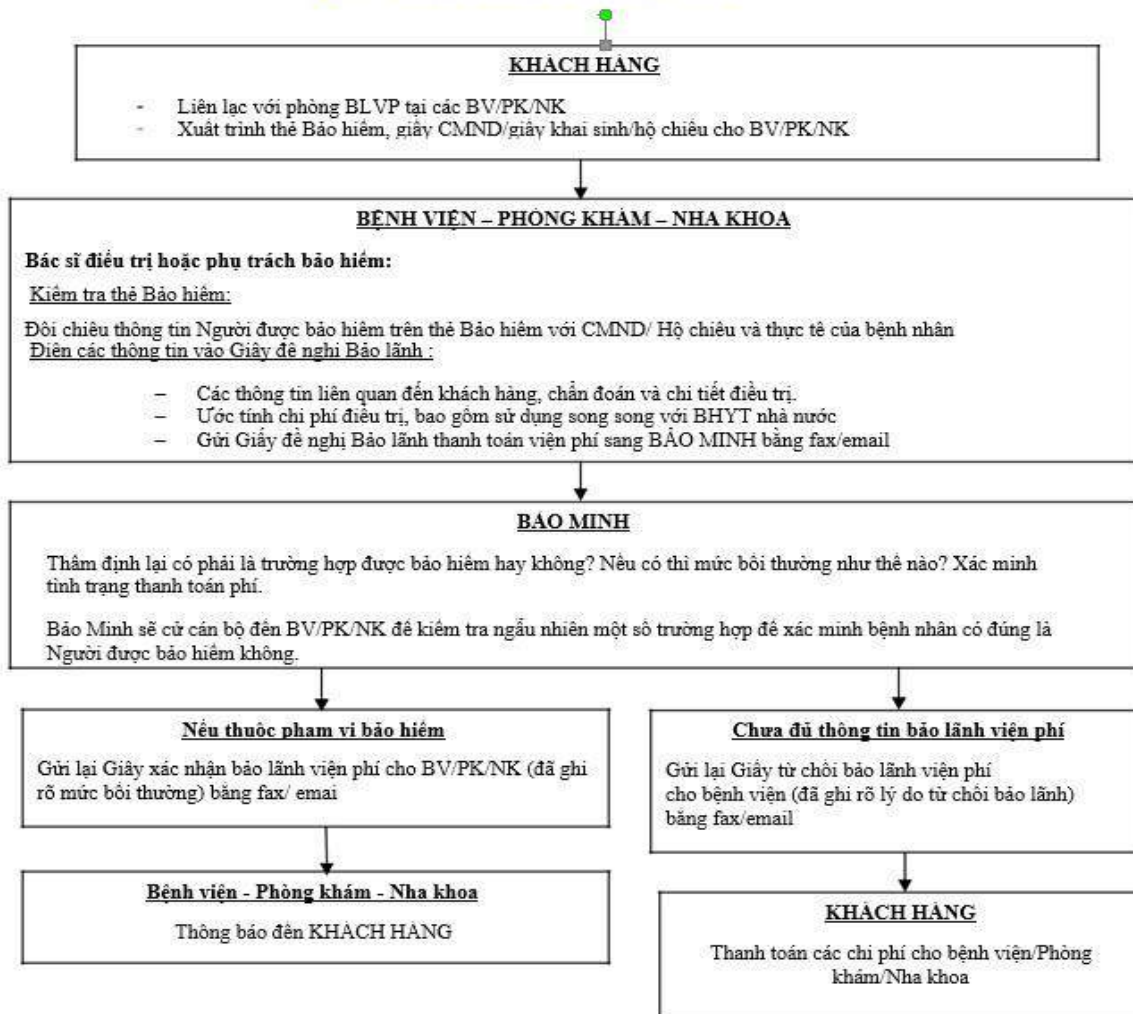 KHÁCH HÀNG
- Liên lạc với phòng BLVP tại các BV/PK/NK
- Xuất trình thẻ Bảo hiểm, giấy CMND/giấy khai sinh/hộ chiếu cho BV/PK/NK
BỆNH VIỆN – PHÒNG KHÁM – NHA KHOA
Bác sĩ điều trị hoặc phụ trách bảo hiểm:
Kiểm tra thẻ Bảo hiểm:
Đối chiếu thông tin Người được bảo hiểm trên thẻ Bảo hiểm với CMND/ Hộ chiếu và thực tế của bệnh nhân
Điền các thông tin vào Giấy đề nghị Bảo lãnh :
– Các thông tin liên quan đến khách hàng, chẩn đoán và chi tiết điều trị.
– Ước tính chi phí điều trị, bao gồm sử dụng song song với BHYT nhà nước
– Gửi Giấy đề nghị Bảo lãnh thanh toán viện phí sang BẢO MINH bằng fax/email
BẢO MINH
Thẩm định lại có phải là trường hợp được bảo hiểm hay không? Nếu có thì mức bồi thường như thế nào? Xác minh
tình trạng thanh toán phí.
Bảo Minh sẽ cử cán bộ đến BV/PK/NK để kiểm tra ngẫu nhiên một số trường hợp để xác minh bệnh nhân có đúng là
Người được bảo hiểm không.
Nếu thuộc phạm vi bảo hiểm
Gửi lại Giấy xác nhận bảo lãnh viện phí cho BV/PK/NK (đã ghi
rõ mức bồi thường) bằng fax/ emai
Bệnh viện - Phòng khám - Nha khoa
Thông báo đến KHÁCH HÀNG
Chưa đủ thông tin bảo lãnh viện phí
Gửi lại Giấy từ chối bảo lãnh viện phí
cho bệnh viện (đã ghi rõ lý do từ chối bảo lãnh)
bằng fax/email
KHÁCH HÀNG
Thanh toán các chi phí cho bệnh viện/Phòng
khám/Nha khoa